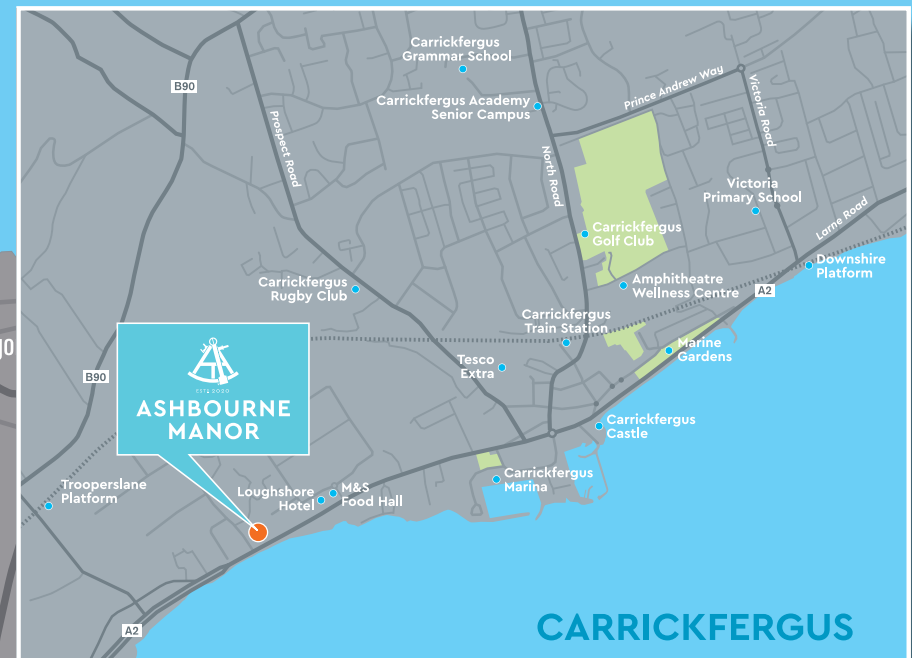 Carrickfergus
Grammar School
B90
Prince Andrew Way
Carrickfergus Academy
Senior Campus
Victoria Road
Prospect Road
North Road
Victoria
Primary School
Larne Road
Carrickfergus
Golf Club
Downshire
Platform
Carrickfergus
Rugby Club
Amphitheatre
Wellness Centre
A2
Carrickfergus
Train Station
Marine
Gardens
Tesco
Extra
B90
ESTD 2020
ASHBOURNE
MANOR
Carrickfergus
Castle
Trooperslane
Platform
Loughshore
Hotel
M&S
Food Hall
Carrickfergus
Marina
A2
CARRICKFERGUS